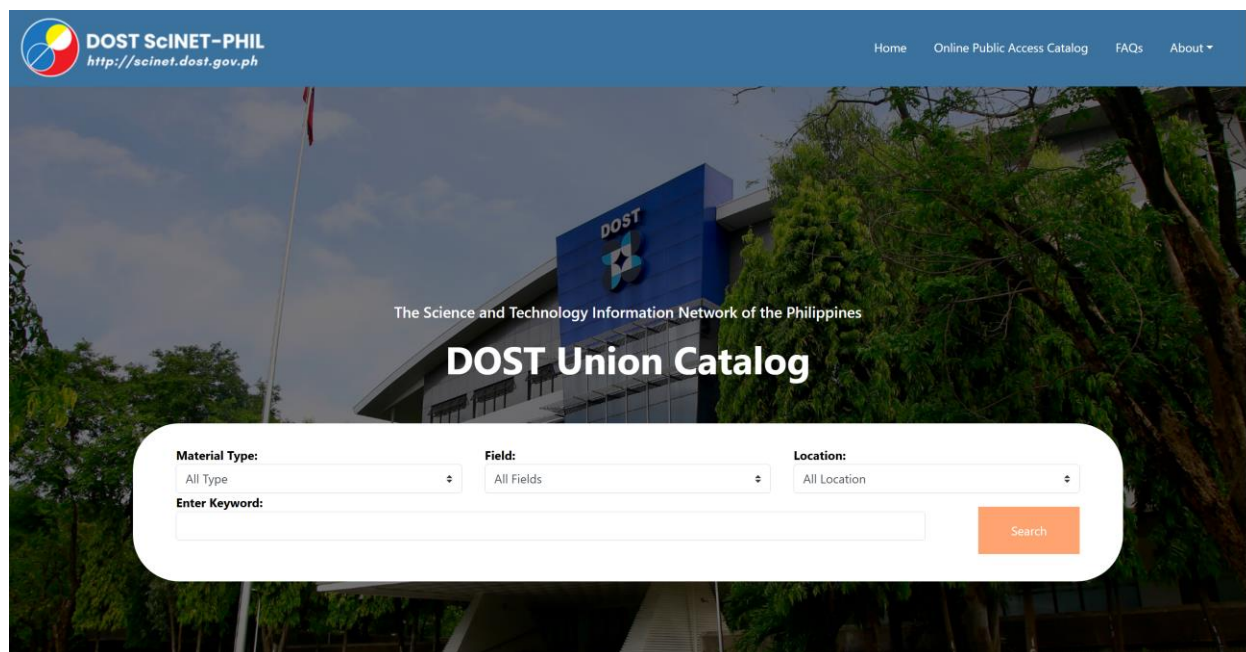 DOST ScINET-PHIL
http://scinet.dost.gov.ph
Home Online Public Access Catalog FAQs About
DOST
The Science and Technology Information Network of the Philippines
DOST Union Catalog
Material Type: Field: Location:
All Type All Fields All Location
Enter Keyword:
Search